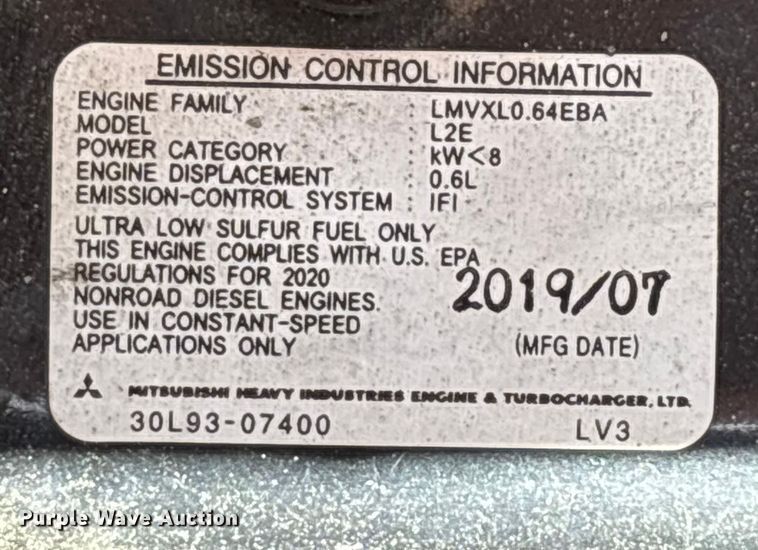 EMISSION CONTROL INFORMATION
ENGINE FAMILY : LMVXL0.64EBA
MODEL : L2E
POWER CATEGORY : kW<8
ENGINE DISPLACEMENT : 0.6L
EMISSION-CONTROL SYSTEM : IFI
ULTRA LOW SULFUR FUEL ONLY
THIS ENGINE COMPLIES WITH U.S. EPA
REGULATIONS FOR 2020
NONROAD DIESEL ENGINES.
USE IN CONSTANT-SPEED
APPLICATIONS ONLY
2019/07
(MFG DATE)
MITSUBISHI HEAVY INDUSTRIES ENGINE & TURBOCHARGER, LTD.
30L93-07400 LV3
Purple Wave Auction